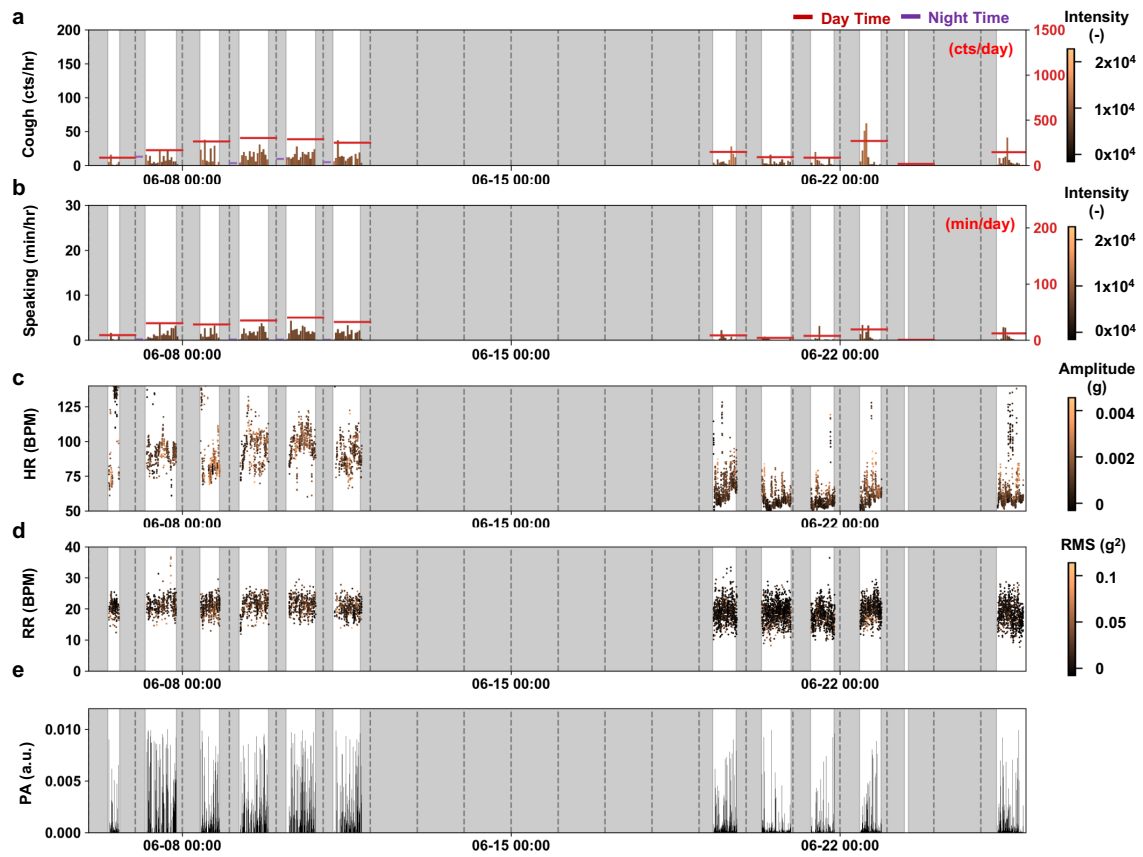 a
Day Time
Night Time
Intensity
(-)
200
150
100
50
0
Cough (cts/hr)
(cts/day)
1500
1000
500
0
2x10⁴
1x10⁴
0x10⁴
06-08 00:00
06-15 00:00
06-22 00:00
b
Intensity
(-)
30
20
10
0
Speaking (min/hr)
(min/day)
200
100
0
2x10⁴
1x10⁴
0x10⁴
06-08 00:00
06-15 00:00
06-22 00:00
c
Amplitude
(g)
125
100
75
50
HR (BPM)
0.004
0.002
0
06-08 00:00
06-15 00:00
06-22 00:00
d
RMS (g²)
40
30
20
10
0
RR (BPM)
0.1
0.05
0
06-08 00:00
06-15 00:00
06-22 00:00
e
0.010
0.005
0.000
PA (a.u.)
06-08 00:00
06-15 00:00
06-22 00:00